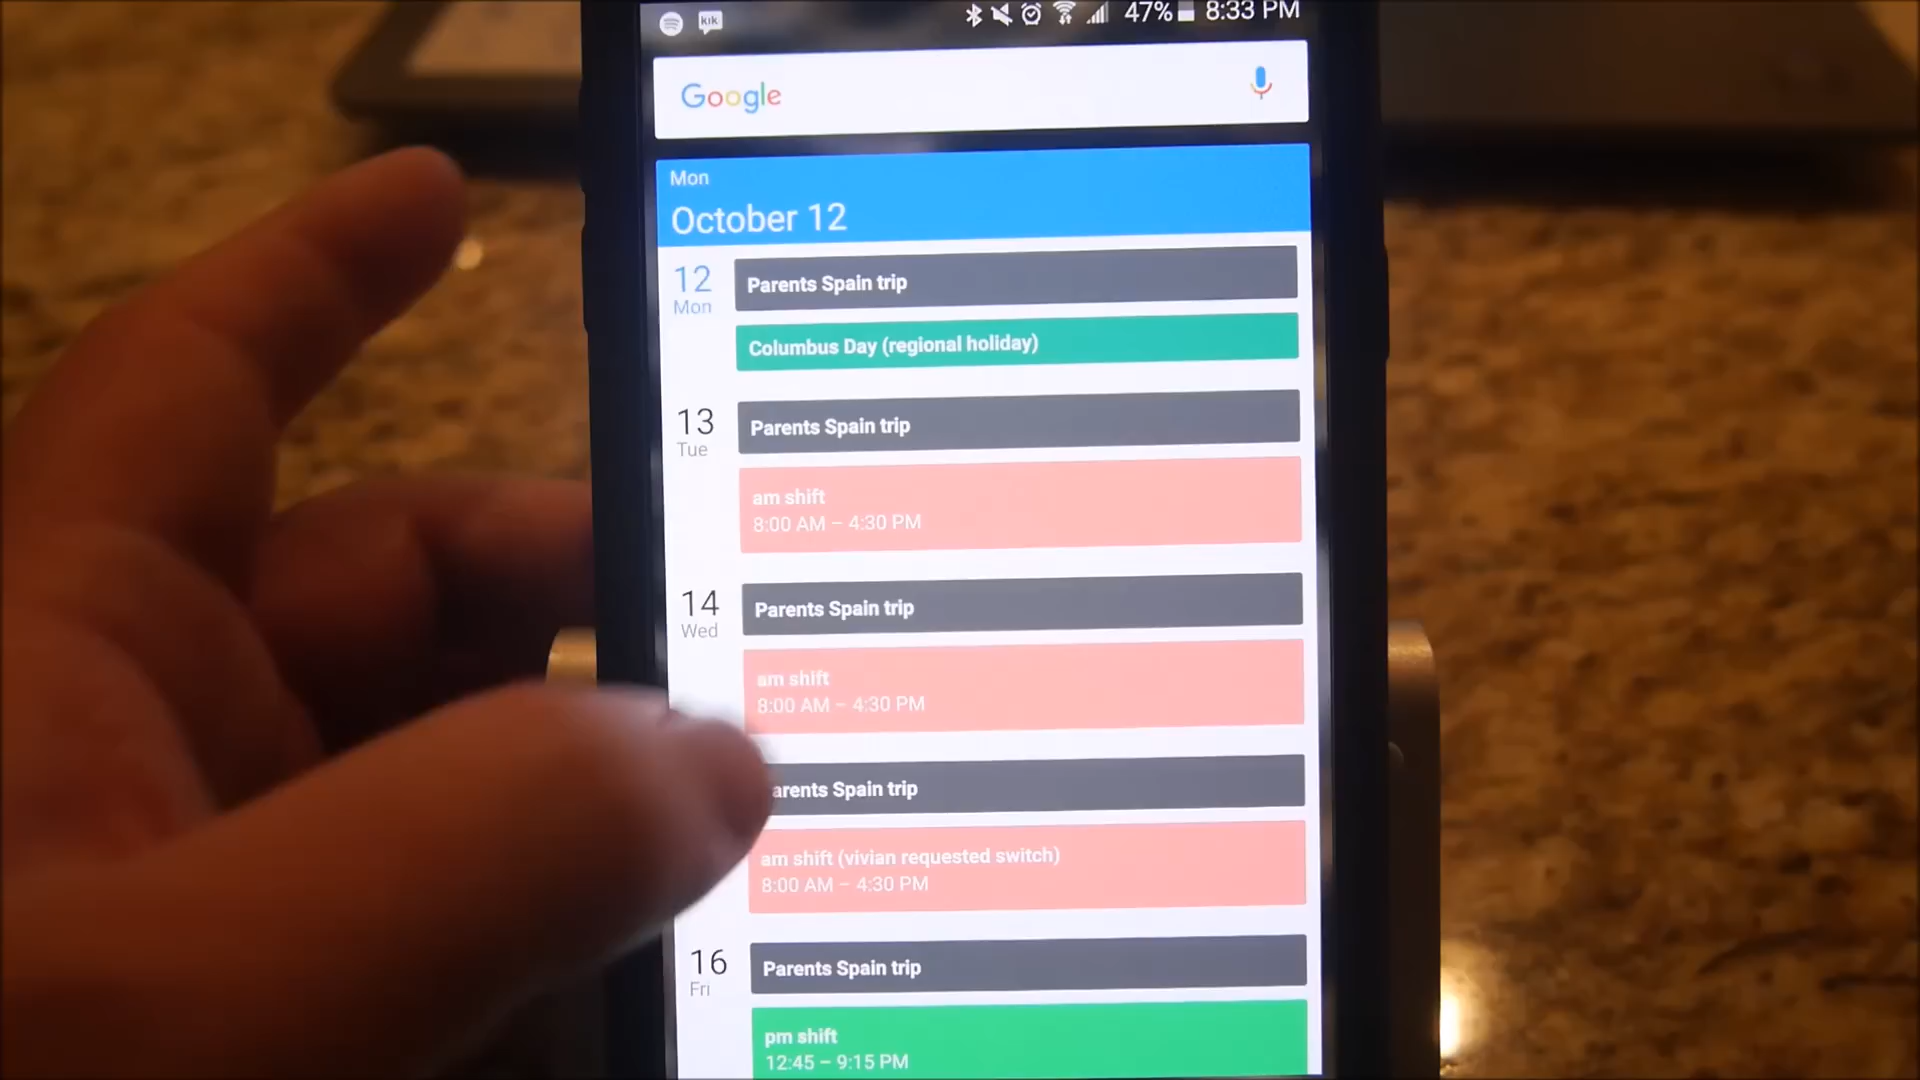 kik
47% 8:33 PM
Google
Mon
October 12
12
Mon
Parents Spain trip
Columbus Day (regional holiday)
13
Tue
Parents Spain trip
am shift
8:00 AM – 4:30 PM
14
Wed
Parents Spain trip
am shift
8:00 AM – 4:30 PM
arents Spain trip
am shift (vivian requested switch)
8:00 AM – 4:30 PM
16
Fri
Parents Spain trip
pm shift
12:45 – 9:15 PM